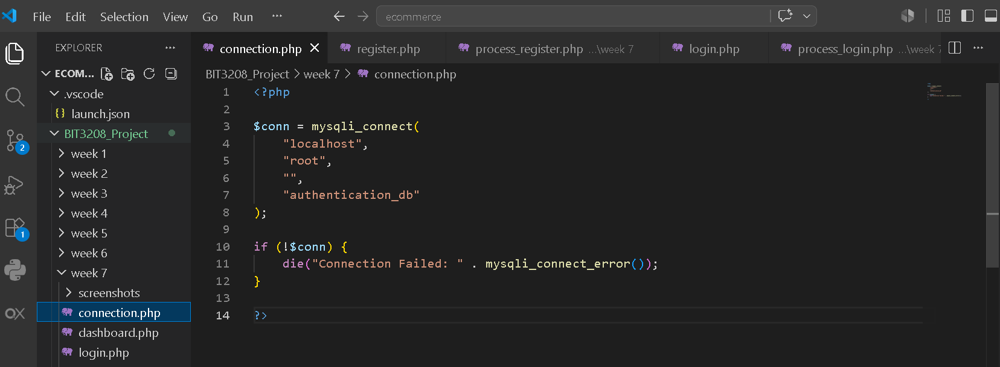 File Edit Selection View Go Run ...
ecommerce
EXPLORER ...
connection.php register.php process_register.php ...\week 7 login.php process_login.php ...\week 7 ...
ECOM...
BIT3208_Project > week 7 > connection.php
.vscode
{} launch.json
BIT3208_Project
week 1
week 2
week 3
week 4
week 5
week 6
week 7
screenshots
connection.php
dashboard.php
login.php
2
1
1 <?php
2
3 $conn = mysqli_connect(
4     "localhost",
5     "root",
6     "",
7     "authentication_db"
8 );
9
10 if (!$conn) {
11     die("Connection Failed: " . mysqli_connect_error());
12 }
13
14 ?>